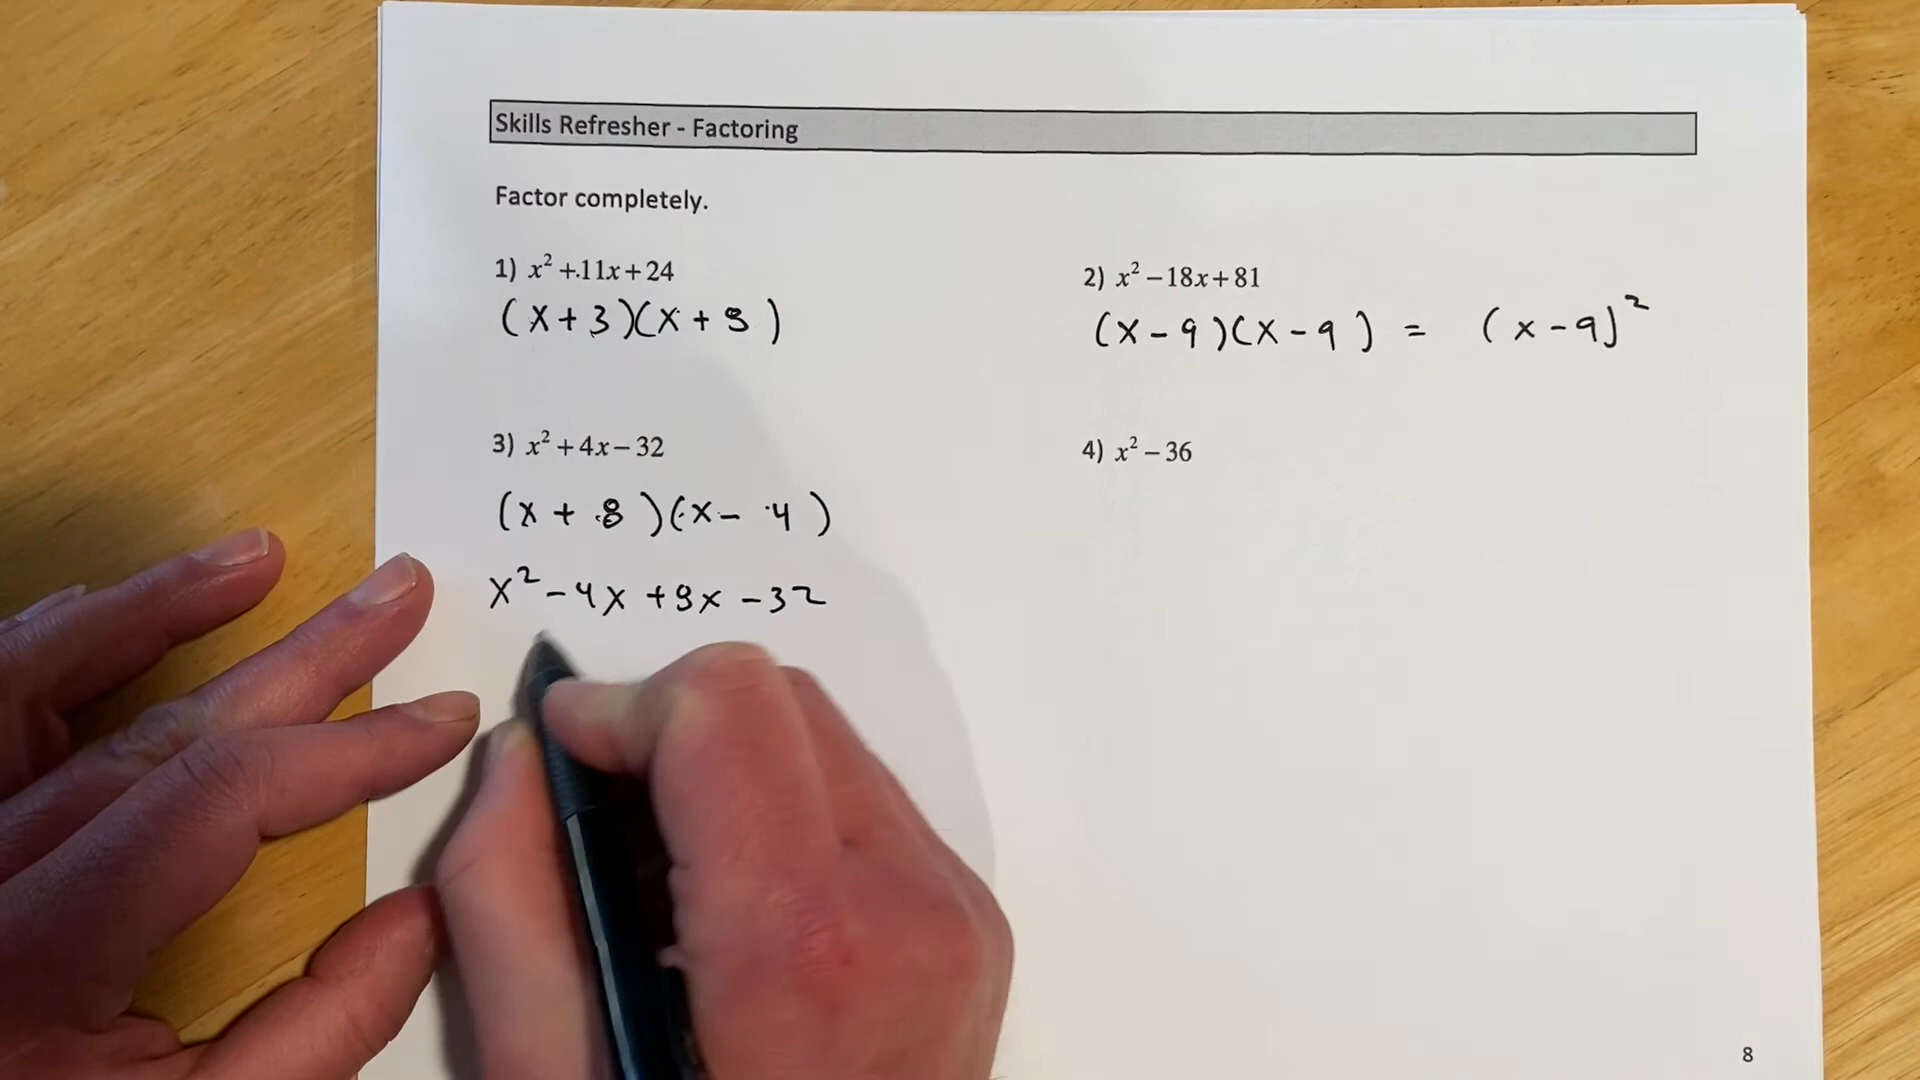 Skills Refresher - Factoring
Factor completely.
1) x² + 11x + 24
(x + 3)(x + 8)
2) x² − 18x + 81
(x − 9)(x − 9) = (x − 9)²
3) x² + 4x − 32
(x + 8)(x − 4)
x² − 4x + 8x − 32
4) x² − 36
8